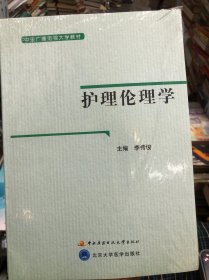 中央广播电视大学教材
护理伦理学
主编 李传俊
中央广播电视大学出版社
北京大学医学出版社